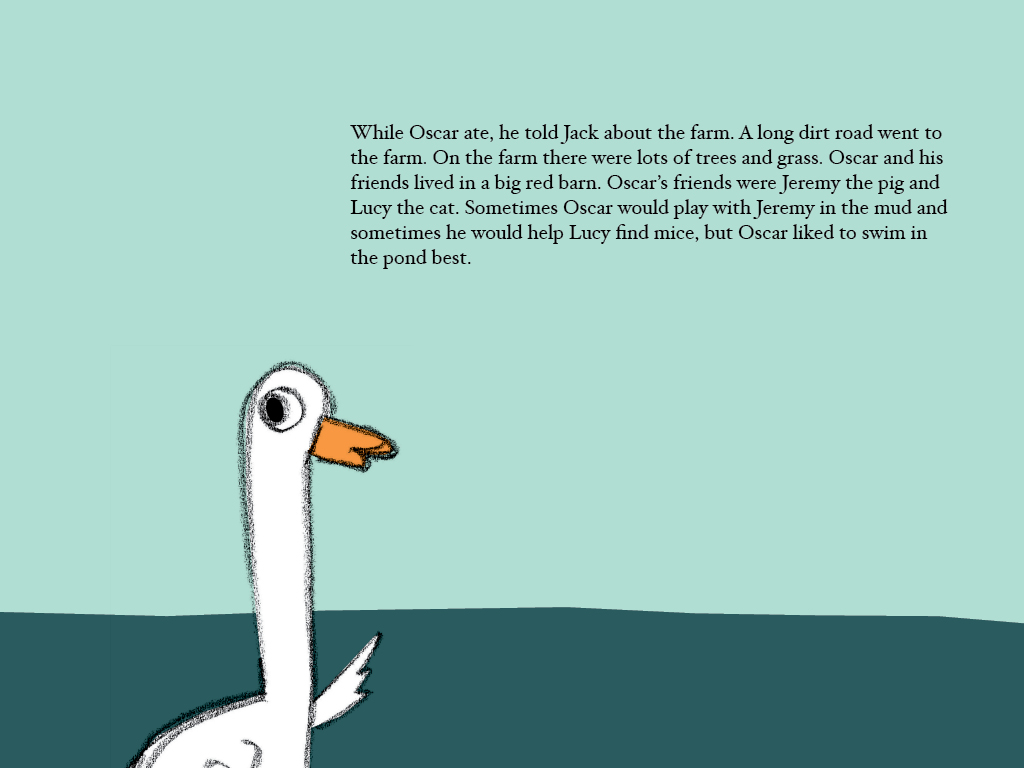 While Oscar ate, he told Jack about the farm. A long dirt road went to
the farm. On the farm there were lots of trees and grass. Oscar and his
friends lived in a big red barn. Oscar’s friends were Jeremy the pig and
Lucy the cat. Sometimes Oscar would play with Jeremy in the mud and
sometimes he would help Lucy find mice, but Oscar liked to swim in
the pond best.